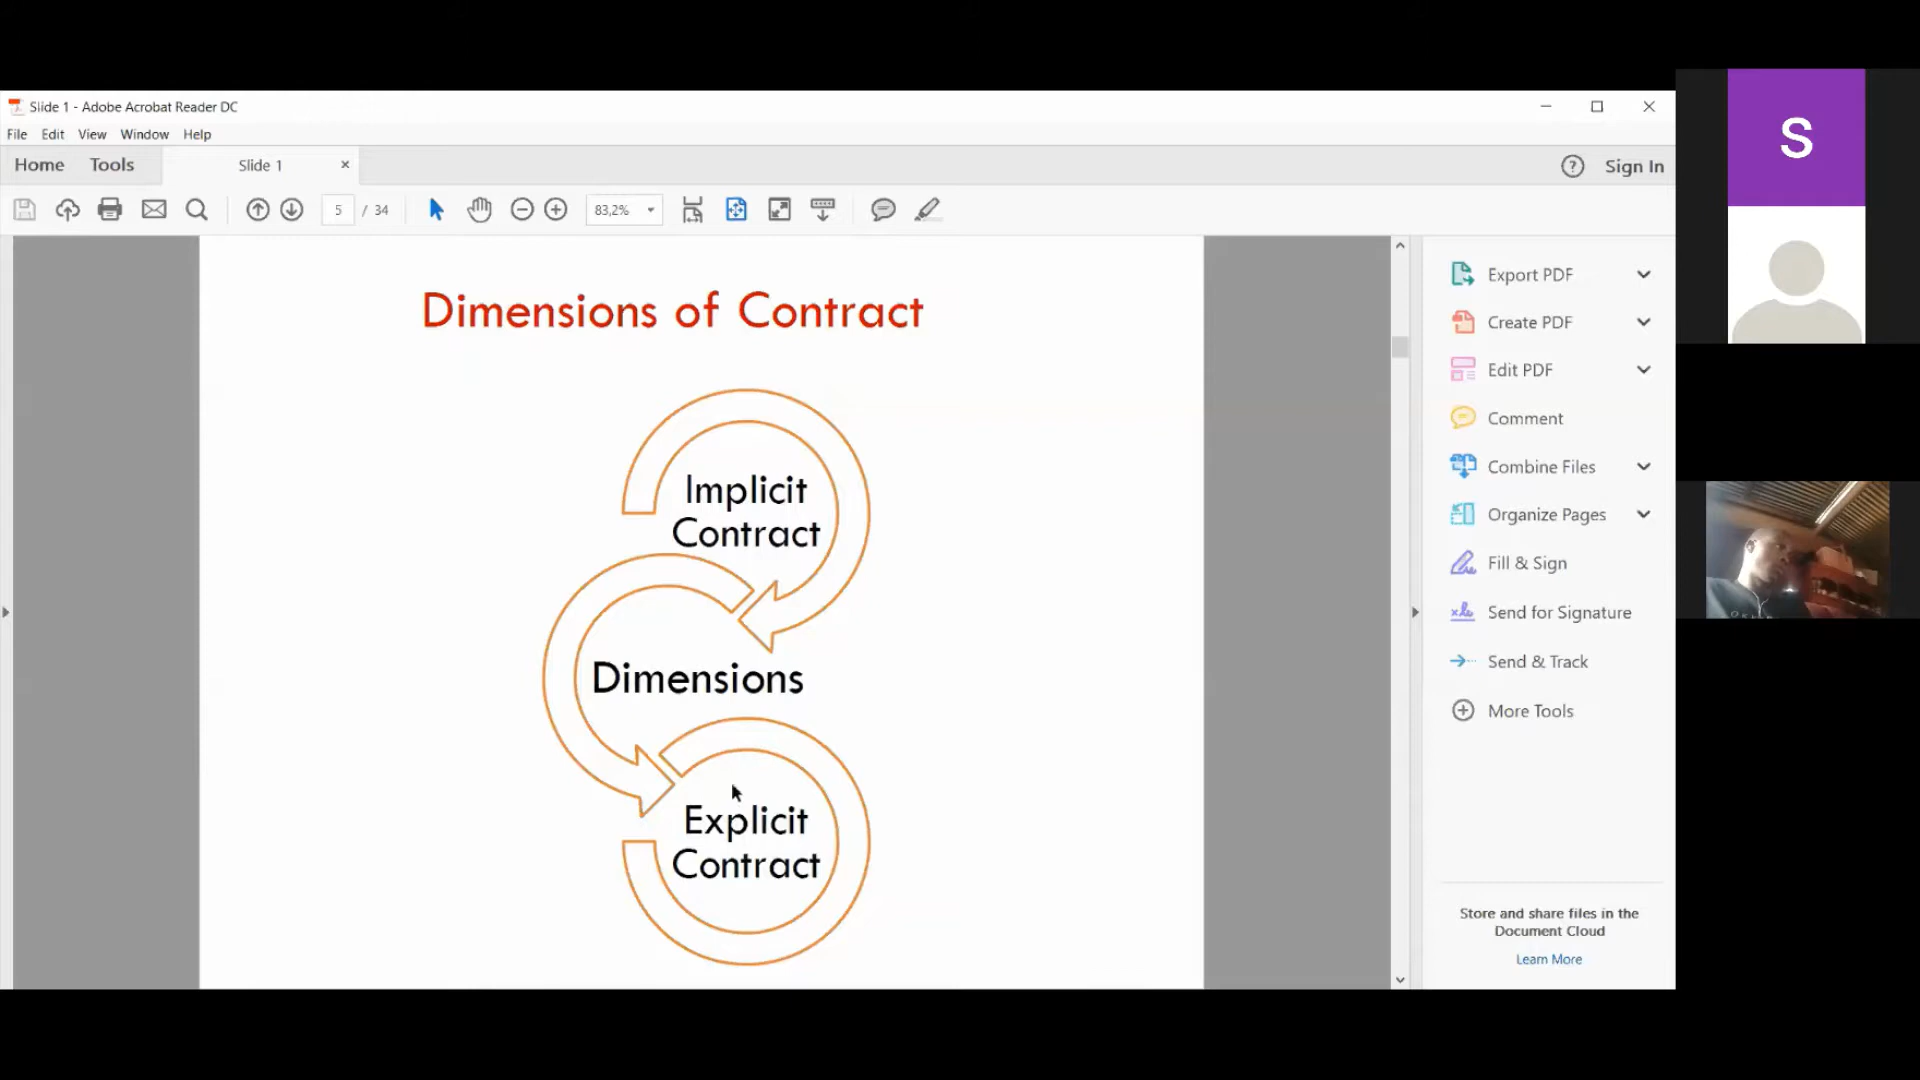 Slide 1 - Adobe Acrobat Reader DC
File Edit View Window Help
Home Tools Slide 1 × ? Sign In
5 / 34 83,2%
Dimensions of Contract
Implicit
Contract
Dimensions
Explicit
Contract
Export PDF
Create PDF
Edit PDF
Comment
Combine Files
Organize Pages
Fill & Sign
Send for Signature
Send & Track
More Tools
Store and share files in the
Document Cloud
Learn More
S